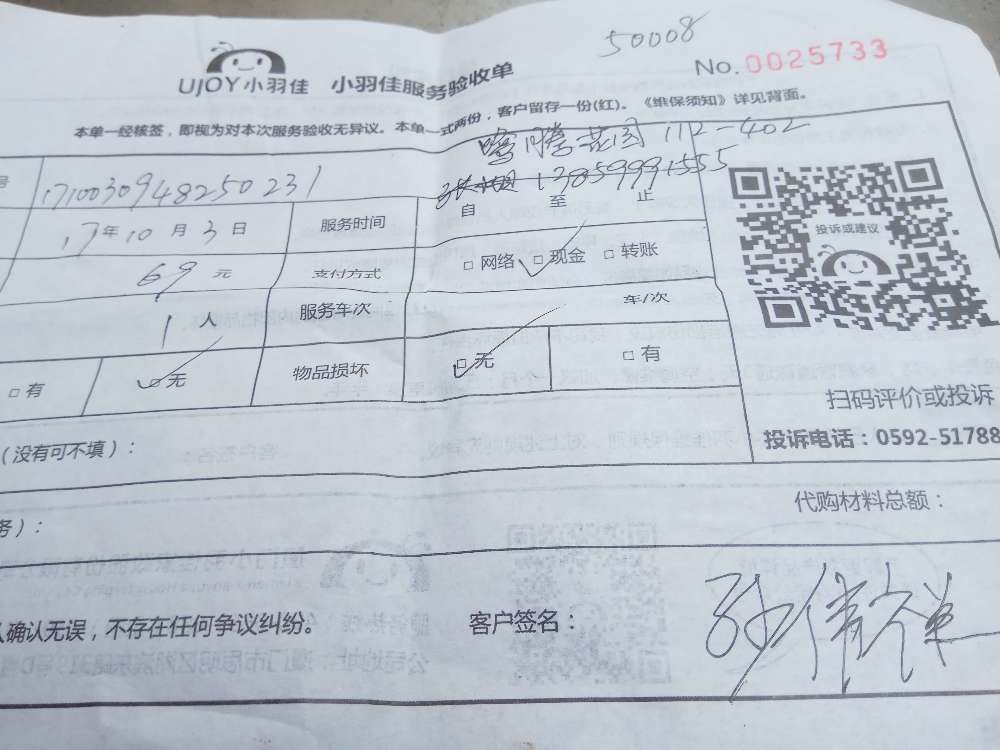 50008
No.0025733
UJOY小羽佳 小羽佳服务验收单
本单一经核签，即视为对本次服务验收无异议。本单一式两份，客户留存一份(红)。《维保须知》详见背面。
112-402
号 1710030948250231 13859991555
17年10月3日 服务时间 自 至 止
投诉或建议
69元 支付方式 □网络 □现金 □转账
1人 服务车次 车/次
□有 □无 物品损坏 □无 □有
扫码评价或投诉
（没有可不填）： 投诉电话：0592-51788
代购材料总额：
务）：
人确认无误，不存在任何争议纠纷。 客户签名：